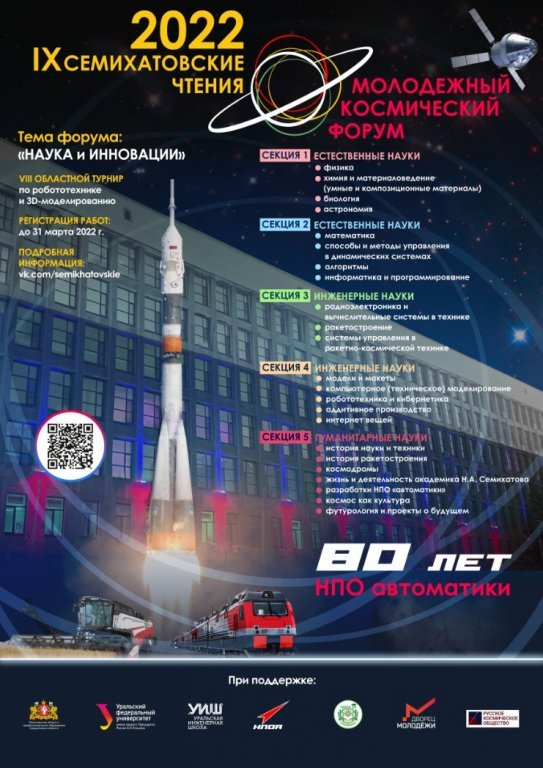 2022
IX СЕМИХАТОВСКИЕ
ЧТЕНИЯ
МОЛОДЕЖНЫЙ
КОСМИЧЕСКИЙ
ФОРУМ
Тема форума:
«НАУКА и ИННОВАЦИИ»
VIII ОБЛАСТНОЙ ТУРНИР
по робототехнике
и 3D-моделированию
РЕГИСТРАЦИЯ РАБОТ:
до 31 марта 2022 г.
ПОДРОБНАЯ
ИНФОРМАЦИЯ:
vk.com/semikhatovskie
СЕКЦИЯ 1 ЕСТЕСТВЕННЫЕ НАУКИ
физика
химия и материаловедение
(умные и композиционные материалы)
биология
астрономия
СЕКЦИЯ 2 ЕСТЕСТВЕННЫЕ НАУКИ
математика
способы и методы управления
в динамических системах
алгоритмы
информатика и программирование
СЕКЦИЯ 3 ИНЖЕНЕРНЫЕ НАУКИ
радиоэлектроника и
вычислительные системы в технике
ракетостроение
системы управления в
ракетно-космической технике
СЕКЦИЯ 4 ИНЖЕНЕРНЫЕ НАУКИ
модели и макеты
компьютерное (техническое) моделирование
робототехника и кибернетика
аддитивное производство
интернет вещей
СЕКЦИЯ 5 ГУМАНИТАРНЫЕ НАУКИ
история науки и техники
история ракетостроения
космодромы
жизнь и деятельность академика Н.А. Семихатова
разработки НПО «автоматики»
космос как культура
футурология и проекты о будущем
80 ЛЕТ
НПО автоматики
При поддержке:
Уральский
федеральный
университет
УИШ
УРАЛЬСКАЯ
ИНЖЕНЕРНАЯ
ШКОЛА
НПОА
ДВОРЕЦ
МОЛОДЁЖИ
РУССКОЕ
КОСМИЧЕСКОЕ
ОБЩЕСТВО